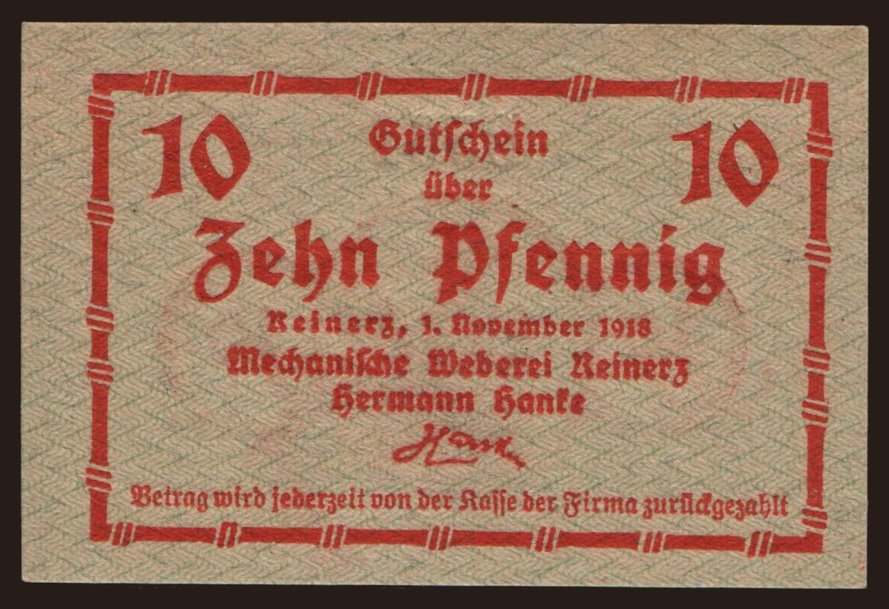 10 Gutschein 10
über
Zehn Pfennig
Reinerz, 1. November 1918
Mechanische Weberei Reinerz
Hermann Hanke
Betrag wird jederzeit von der Kasse der Firma zurückgezahlt